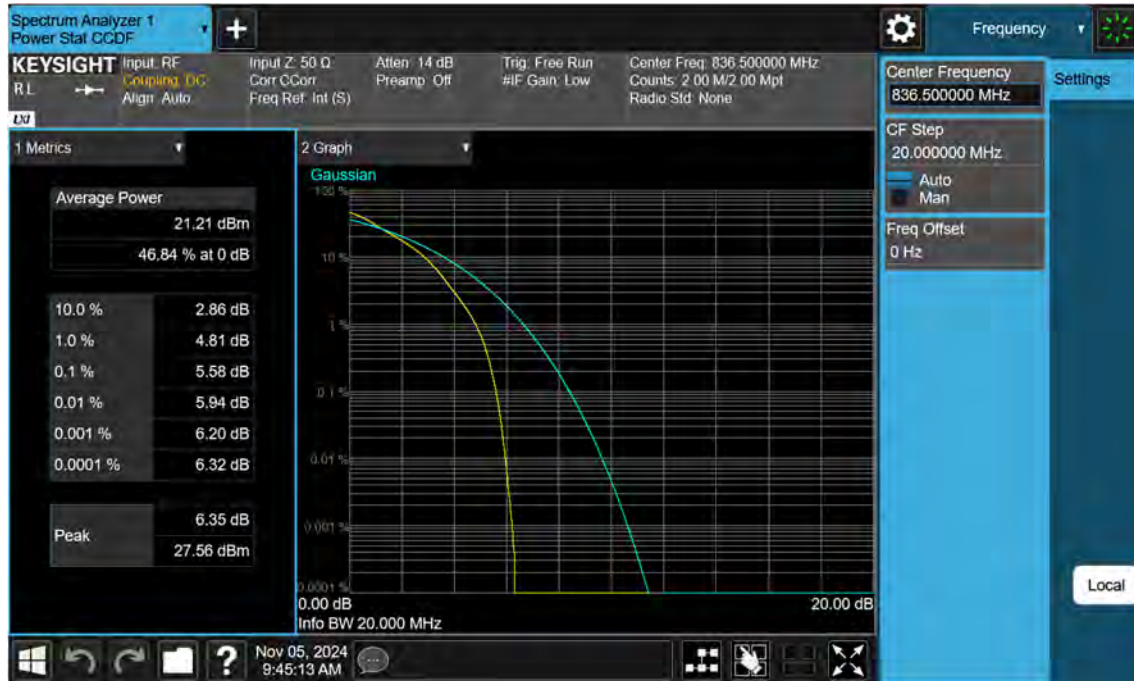 Spectrum Analyzer 1
Power Stat CCDF
Frequency
KEYSIGHT
RL
LXI
Input: RF
Coupling: DC
Align: Auto
Input Z: 50 Ω
Corr CCorr
Freq Ref: Int (S)
Atten: 14 dB
Preamp: Off
Trig: Free Run
#IF Gain: Low
Center Freq: 836.500000 MHz
Counts: 2.00 M/2.00 Mpt
Radio Std: None
Center Frequency
836.500000 MHz
Settings
CF Step
20.000000 MHz
Auto
Man
Freq Offset
0 Hz
Local
1 Metrics
Average Power
21.21 dBm
46.84 % at 0 dB
10.0 % 2.86 dB
1.0 % 4.81 dB
0.1 % 5.58 dB
0.01 % 5.94 dB
0.001 % 6.20 dB
0.0001 % 6.32 dB
Peak
6.35 dB
27.56 dBm
2 Graph
Gaussian
100 %
10 %
1 %
0.1 %
0.01 %
0.001 %
0.0001 %
0.00 dB 20.00 dB
Info BW 20.000 MHz
?
Nov 05, 2024
9:45:13 AM